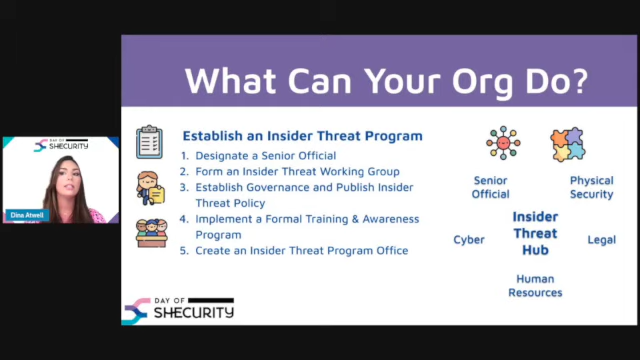 What Can Your Org Do?
DAY OF
SHECURITY
Dina Atwell
Establish an Insider Threat Program
1. Designate a Senior Official
2. Form an Insider Threat Working Group
3. Establish Governance and Publish Insider
Threat Policy
4. Implement a Formal Training & Awareness
Program
5. Create an Insider Threat Program Office
Senior
Official
Physical
Security
Cyber
Insider
Threat
Hub
Legal
Human
Resources
DAY OF
SHECURITY